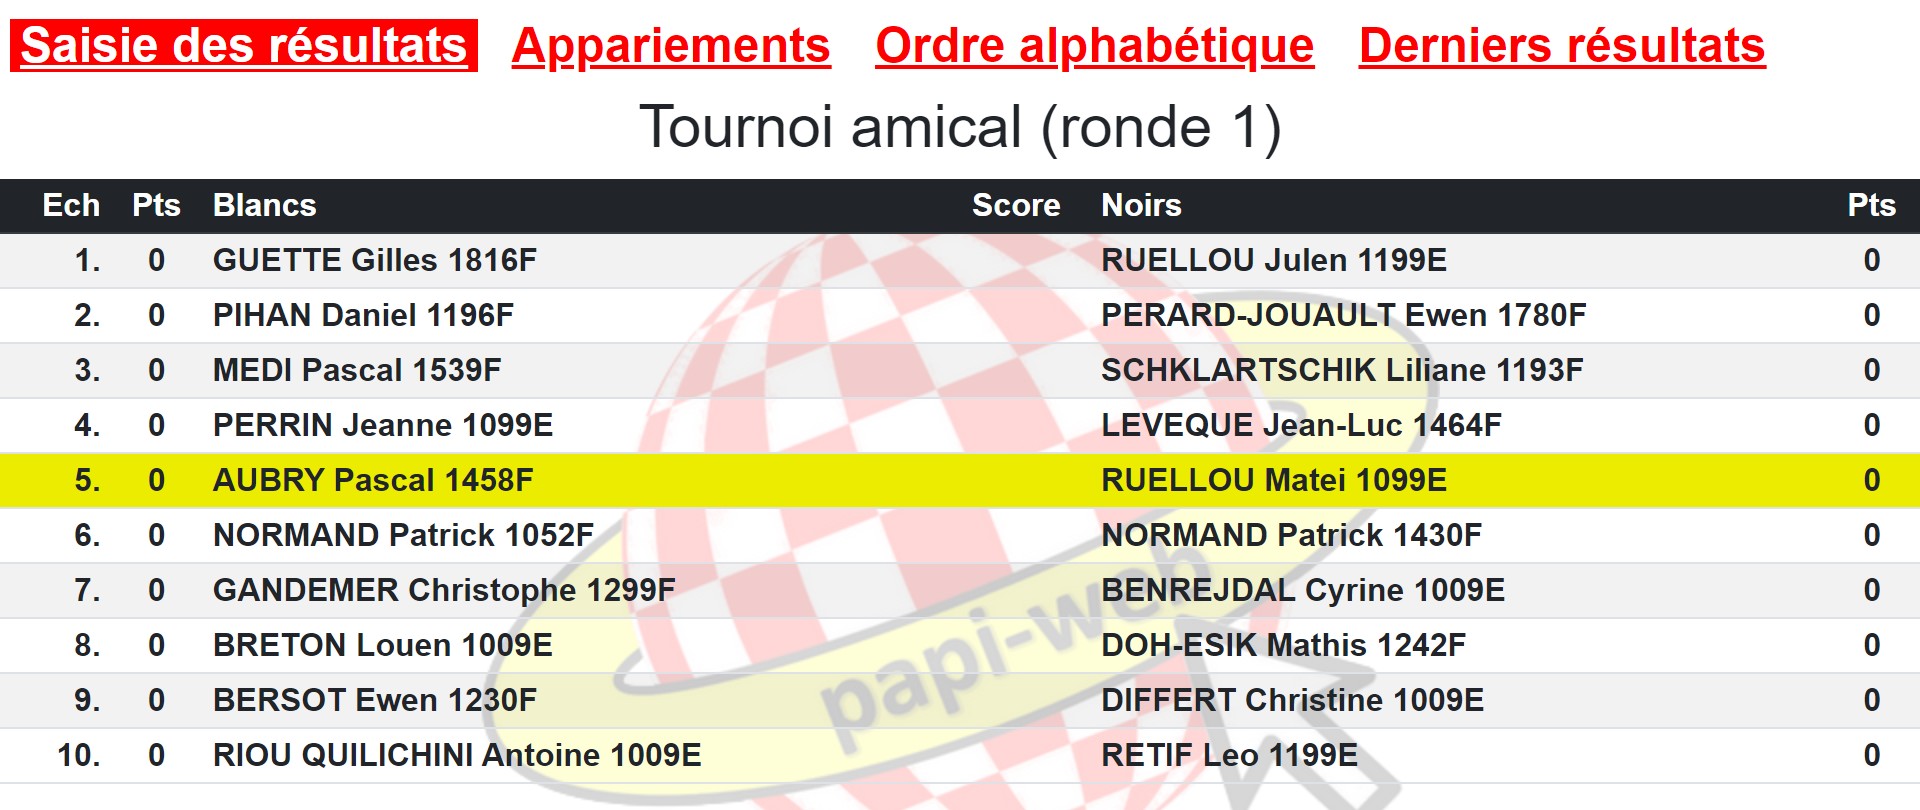 Saisie des résultats Appariements Ordre alphabétique Derniers résultats
Tournoi amical (ronde 1)
Ech Pts Blancs Score Noirs Pts
1. 0 GUETTE Gilles 1816F RUELLOU Julen 1199E 0
2. 0 PIHAN Daniel 1196F PERARD-JOUAULT Ewen 1780F 0
3. 0 MEDI Pascal 1539F SCHKLARTSCHIK Liliane 1193F 0
4. 0 PERRIN Jeanne 1099E LEVEQUE Jean-Luc 1464F 0
5. 0 AUBRY Pascal 1458F RUELLOU Matei 1099E 0
6. 0 NORMAND Patrick 1052F NORMAND Patrick 1430F 0
7. 0 GANDEMER Christophe 1299F BENREJDAL Cyrine 1009E 0
8. 0 BRETON Louen 1009E DOH-ESIK Mathis 1242F 0
9. 0 BERSOT Ewen 1230F DIFFERT Christine 1009E 0
10. 0 RIOU QUILICHINI Antoine 1009E RETIF Leo 1199E 0
papi-web